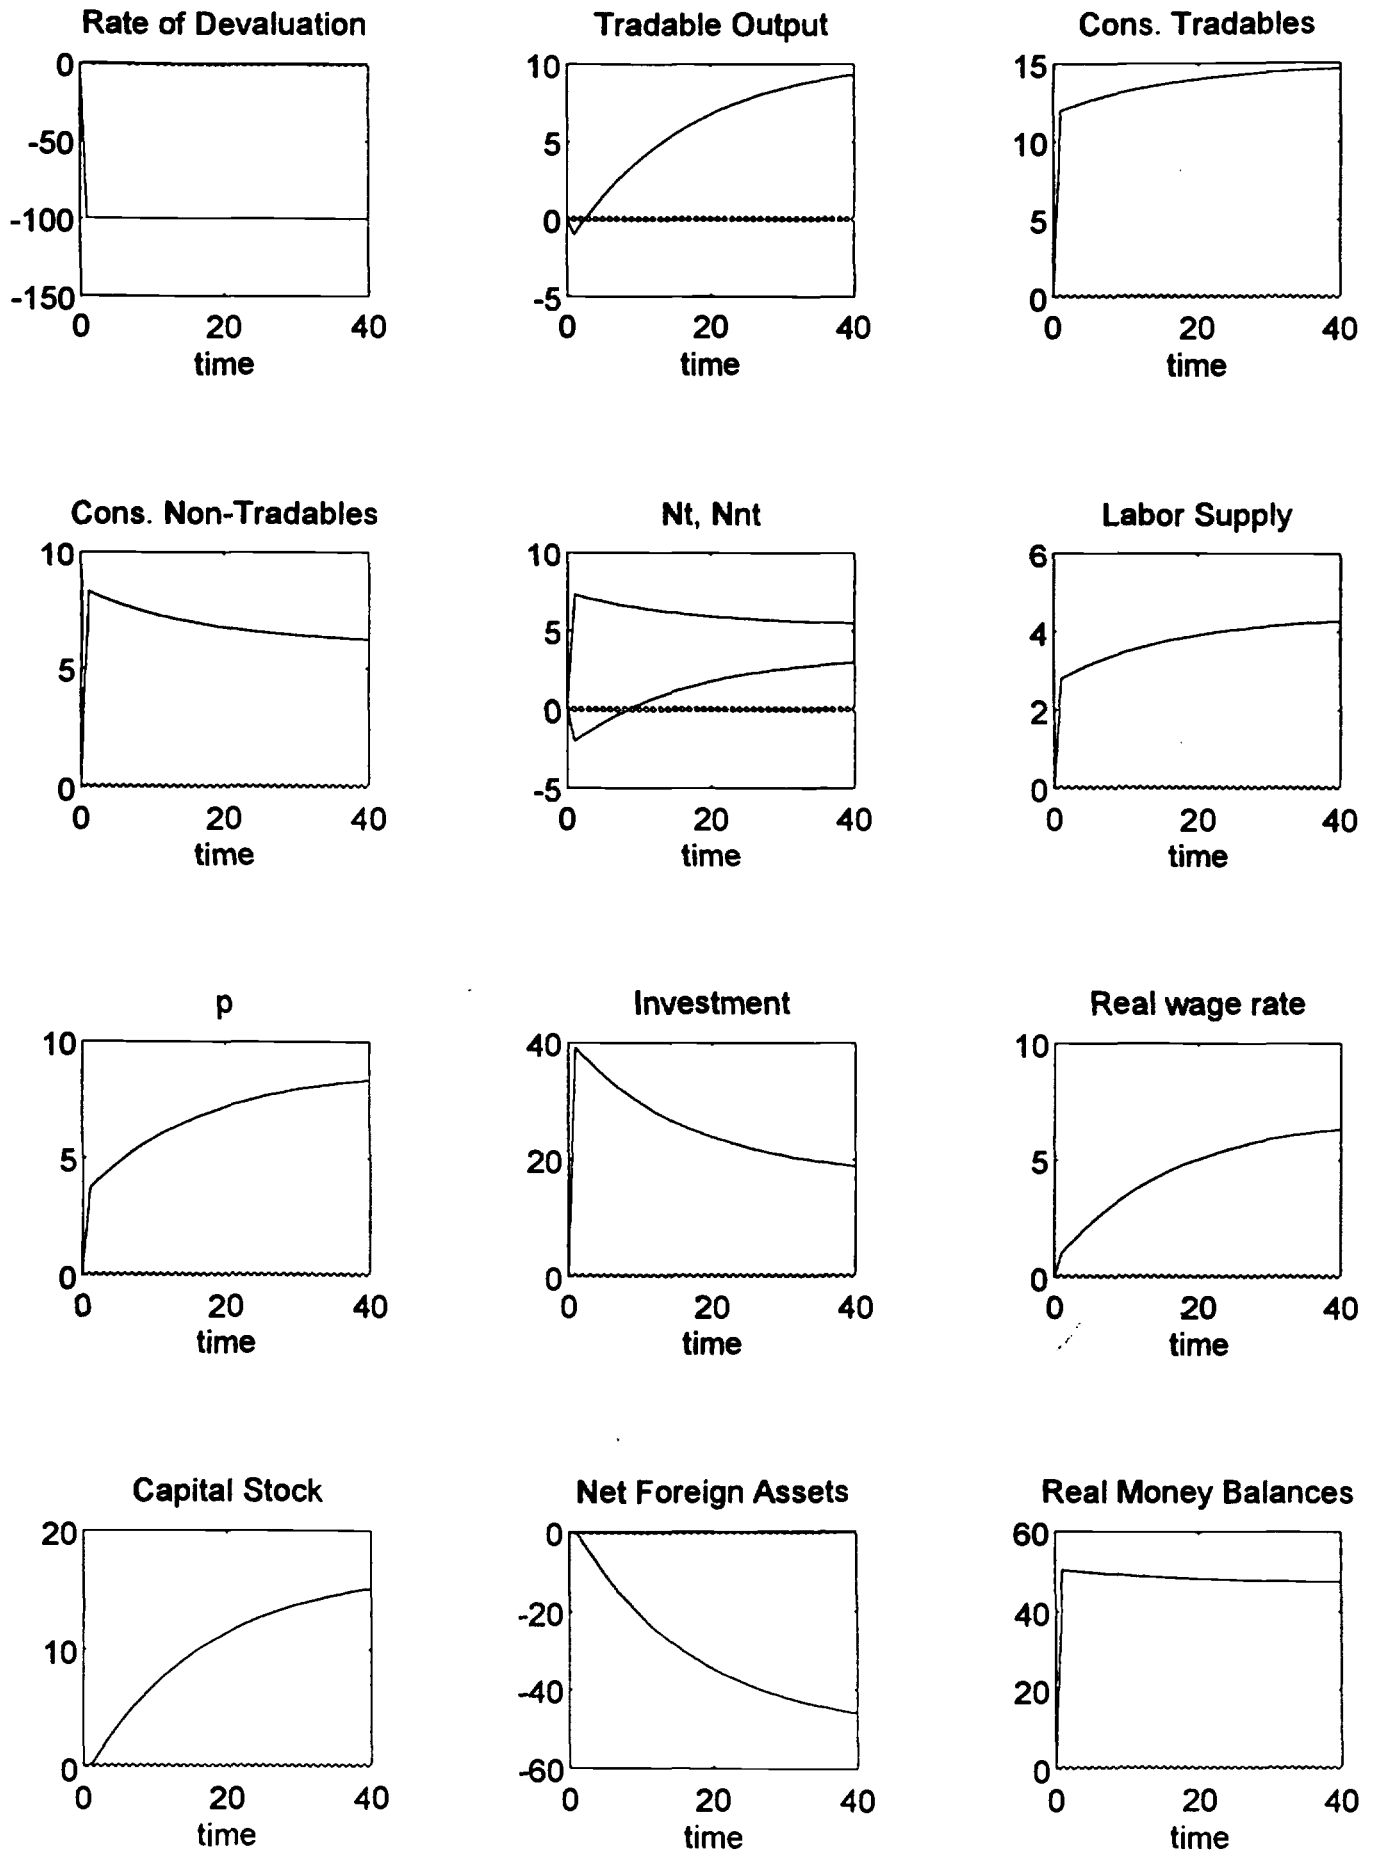 Rate of Devaluation
0
-50
-100
-150
0 20 40
time
Tradable Output
10
5
0
-5
0 20 40
time
Cons. Tradables
15
10
5
0
0 20 40
time
Cons. Non-Tradables
10
5
0
0 20 40
time
Nt, Nnt
10
5
0
-5
0 20 40
time
Labor Supply
6
4
2
0
0 20 40
time
p
10
5
0
0 20 40
time
Investment
40
20
0
0 20 40
time
Real wage rate
10
5
0
0 20 40
time
Capital Stock
20
10
0
0 20 40
time
Net Foreign Assets
0
-20
-40
-60
0 20 40
time
Real Money Balances
60
40
20
0
0 20 40
time